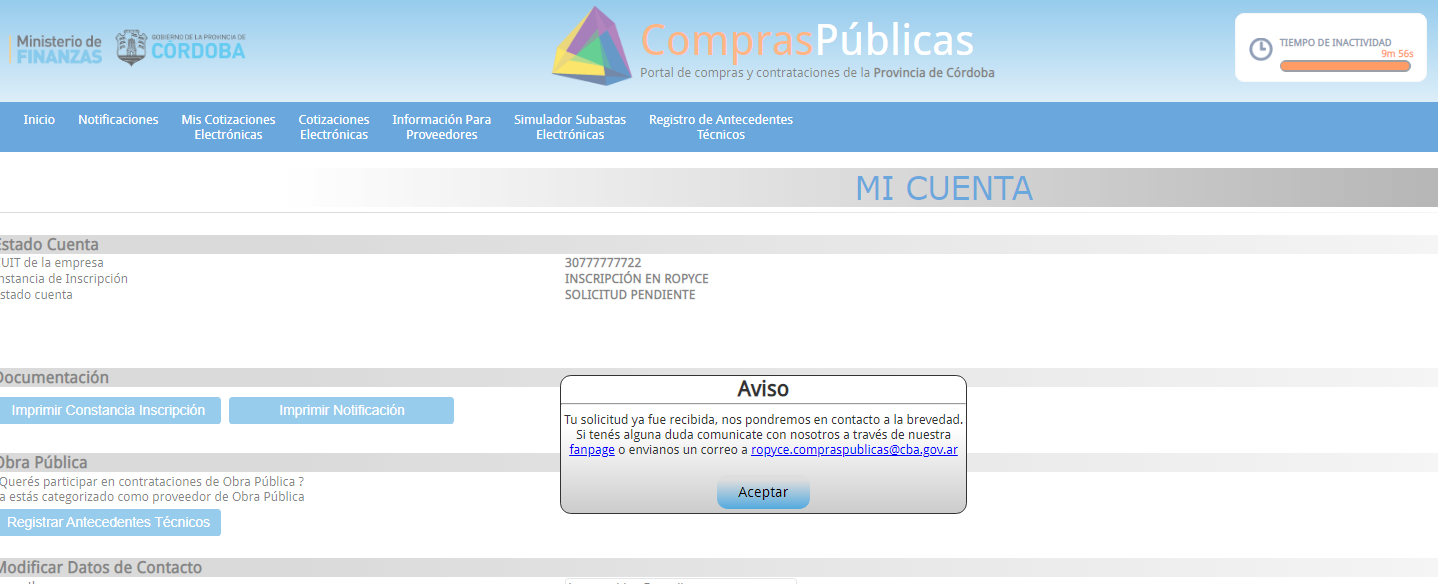 Ministerio de
FINANZAS
GOBIERNO DE LA PROVINCIA DE
CÓRDOBA
ComprasPúblicas
Portal de compras y contrataciones de la Provincia de Córdoba
TIEMPO DE INACTIVIDAD
9m 56s
Inicio
Notificaciones
Mis Cotizaciones
Electrónicas
Cotizaciones
Electrónicas
Información Para
Proveedores
Simulador Subastas
Electrónicas
Registro de Antecedentes
Técnicos
MI CUENTA
Estado Cuenta
UIT de la empresa 30777777722
nstancia de Inscripción INSCRIPCIÓN EN ROPYCE
stado cuenta SOLICITUD PENDIENTE
Documentación
Imprimir Constancia Inscripción
Imprimir Notificación
Aviso
Tu solicitud ya fue recibida, nos pondremos en contacto a la brevedad.
Si tenés alguna duda comunicate con nosotros a través de nuestra
fanpage o envianos un correo a ropyce.compraspublicas@cba.gov.ar
Aceptar
Obra Pública
Querés participar en contrataciones de Obra Pública ?
a estás categorizado como proveedor de Obra Pública
Registrar Antecedentes Técnicos
Modificar Datos de Contacto